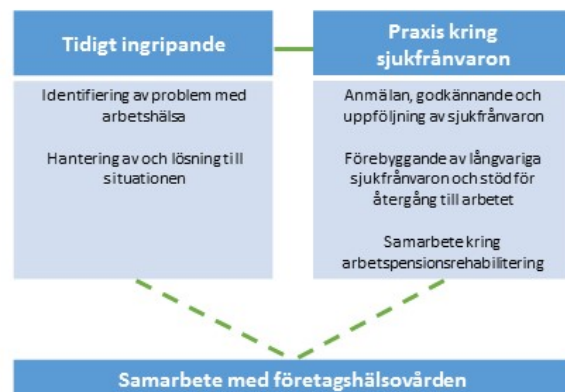 Tidigt ingripande
Identifiering av problem med
arbetshälsa
Hantering av och lösning till
situationen
Praxis kring
sjukfrånvaron
Anmälan, godkännande och
uppföljning av sjukfrånvaron
Förebyggande av långvariga
sjukfrånvaron och stöd för
återgång till arbetet
Samarbete kring
arbetspensionsrehabilitering
Samarbete med företagshälsovården